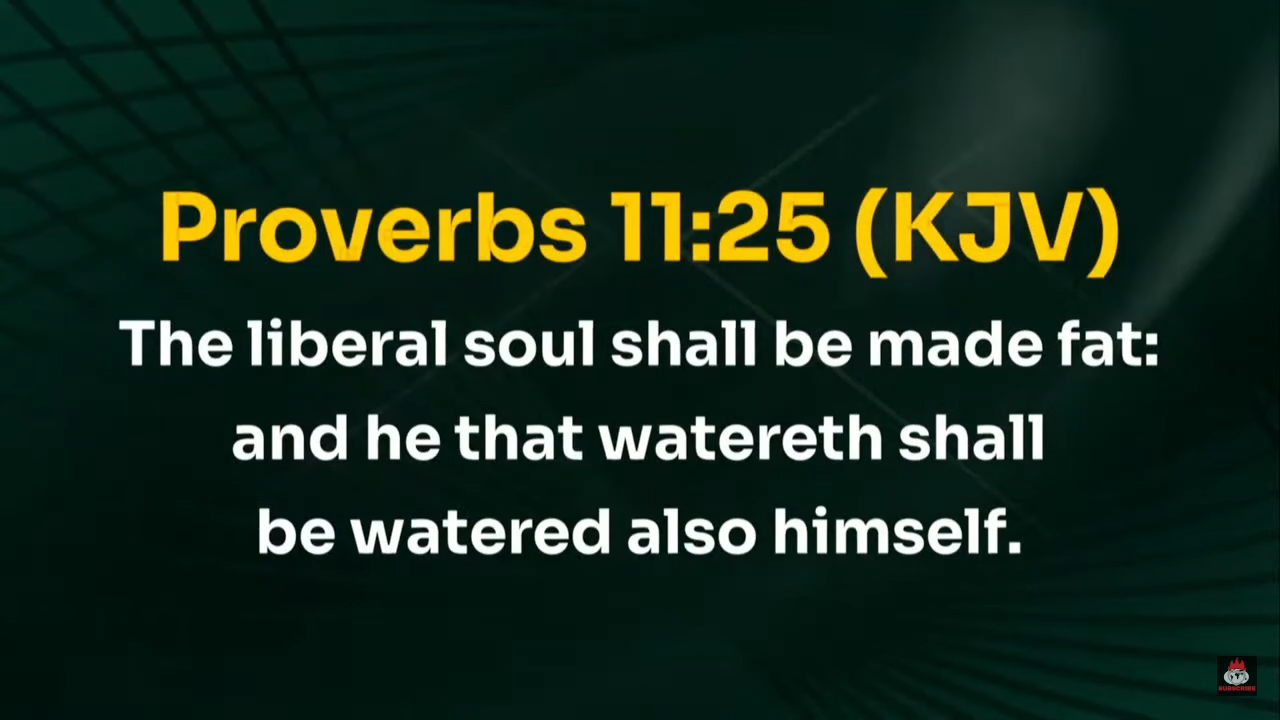 Proverbs 11:25 (KJV)
The liberal soul shall be made fat:
and he that watereth shall
be watered also himself.
SUBSCRIBE